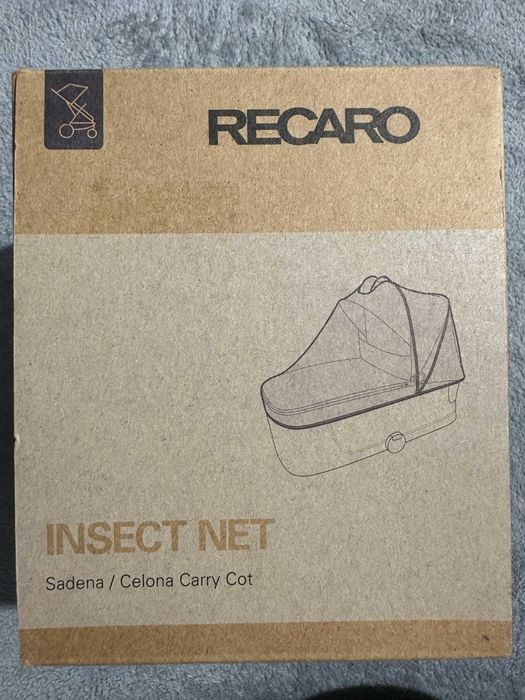 RECARO
INSECT NET
Sadena / Celona Carry Cot